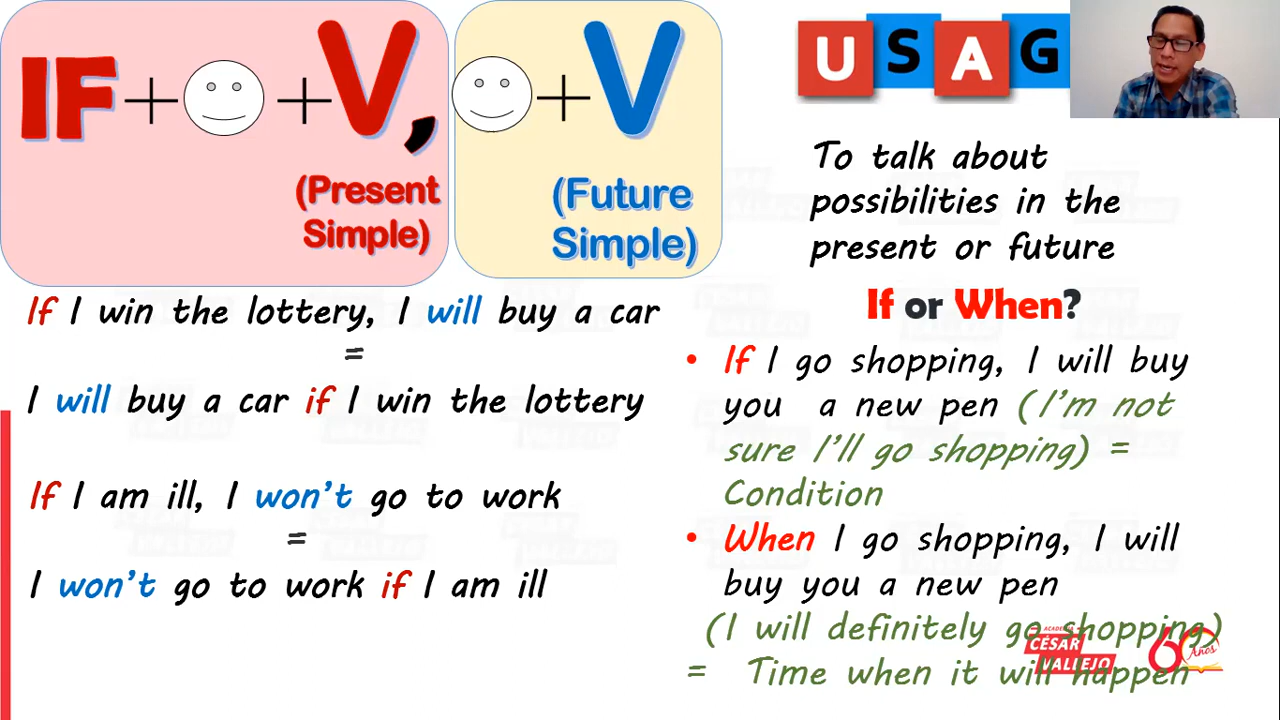 IF + + V, + V
(Present
Simple)
(Future
Simple)
If I win the lottery, I will buy a car
=
I will buy a car if I win the lottery
If I am ill, I won't go to work
=
I won't go to work if I am ill
USAG
To talk about
possibilities in the
present or future
If or When?
• If I go shopping, I will buy
you a new pen (I'm not
sure I'll go shopping) =
Condition
• When I go shopping, I will
buy you a new pen
(I will definitely go shopping)
= Time when it will happen
ACADEMIA
CÉSAR
VALLEJO
60 Años